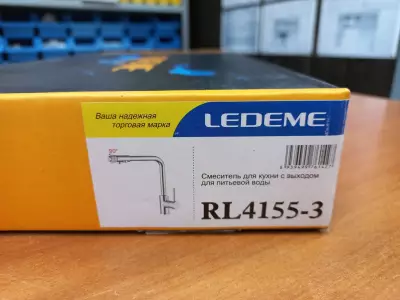 Ваша надежная
торговая марка
LEDEME
Смеситель для кухни с выходом
для питьевой воды
RL4155-3